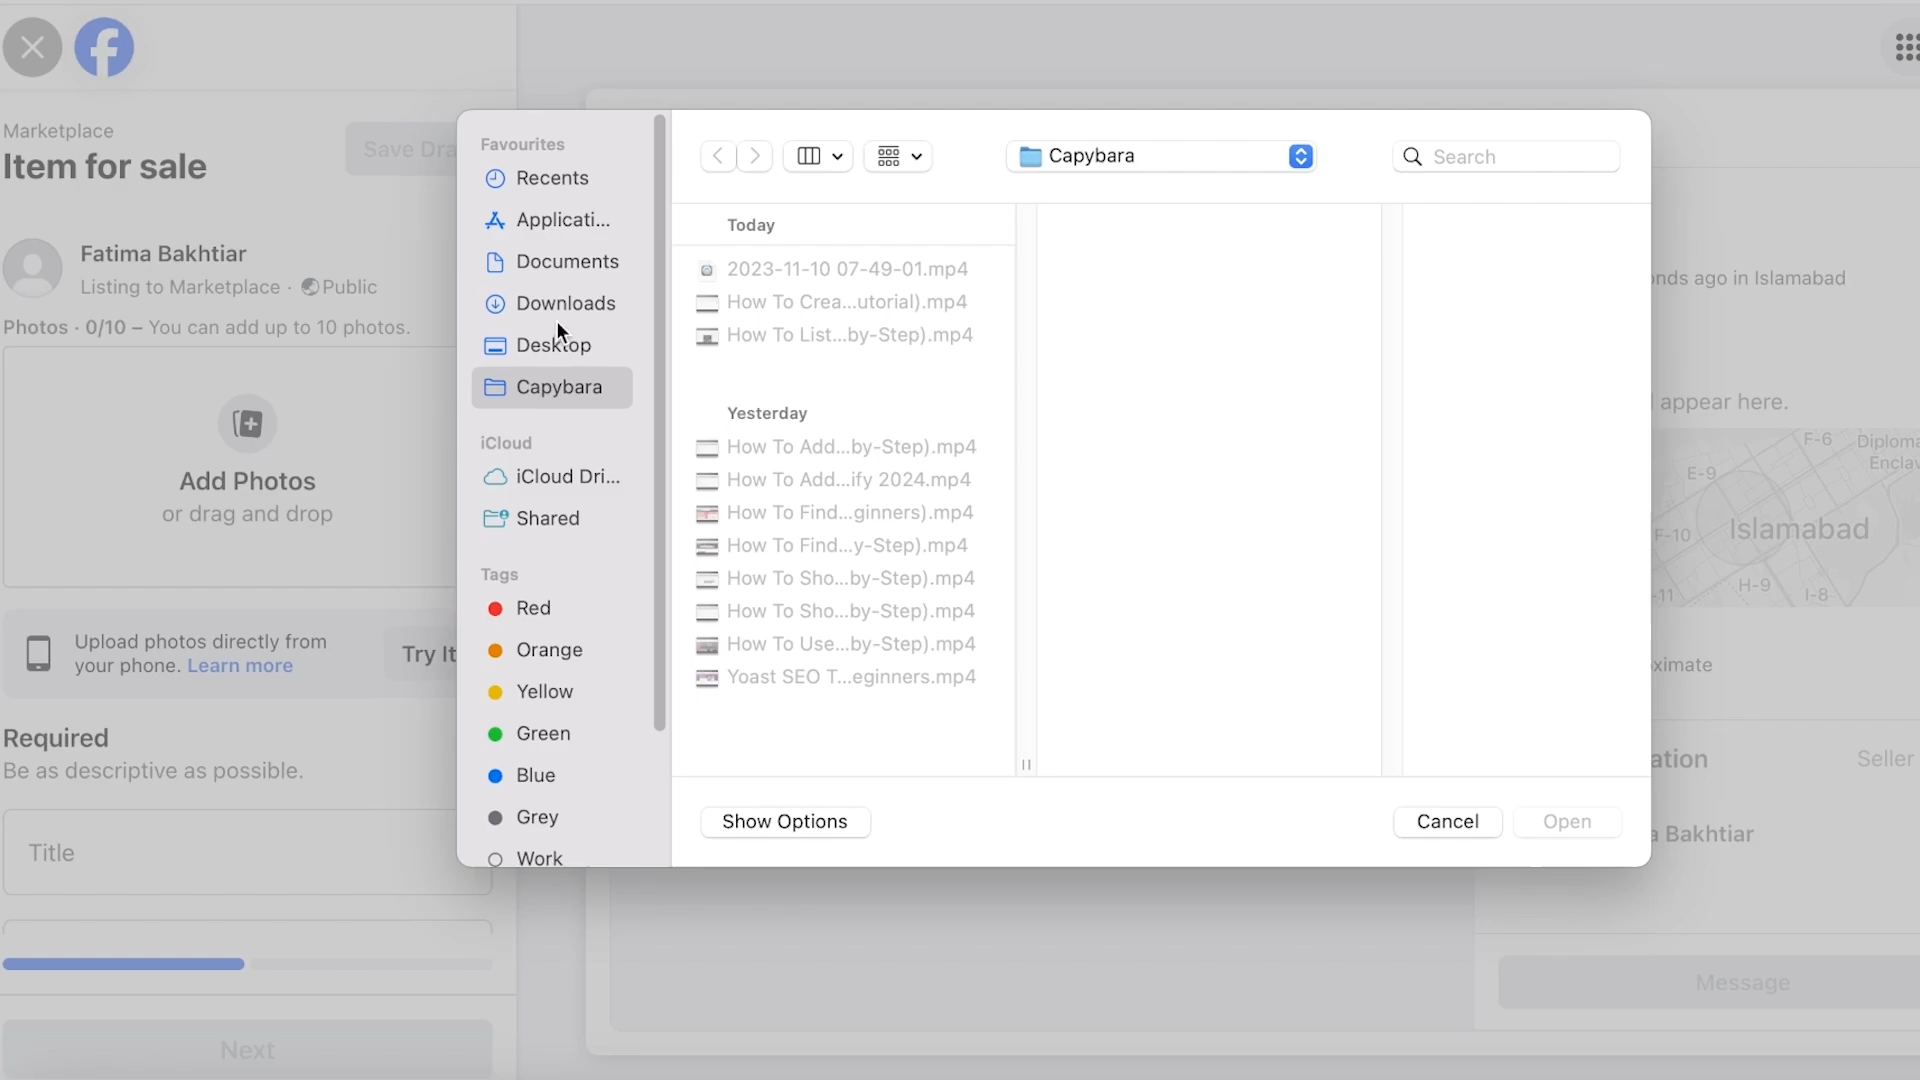 Marketplace
Item for sale
Save Dra
Fatima Bakhtiar
Listing to Marketplace · Public
Photos · 0/10 – You can add up to 10 photos.
Add Photos
or drag and drop
Upload photos directly from
your phone. Learn more
Try It
Required
Be as descriptive as possible.
Title
Next
Favourites
Recents
Applicati...
Documents
Downloads
Desktop
Capybara
iCloud
iCloud Dri...
Shared
Tags
Red
Orange
Yellow
Green
Blue
Grey
Work
Capybara
Search
Today
2023-11-10 07-49-01.mp4
How To Crea...utorial).mp4
How To List...by-Step).mp4
Yesterday
How To Add...by-Step).mp4
How To Add...ify 2024.mp4
How To Find...ginners).mp4
How To Find...y-Step).mp4
How To Sho...by-Step).mp4
How To Sho...by-Step).mp4
How To Use...by-Step).mp4
Yoast SEO T...eginners.mp4
Show Options
Cancel
Open
nds ago in Islamabad
appear here.
F-6
Diploma
Enclav
E-9
F-10
Islamabad
H-9
I-8
-11
ximate
ation
Seller
a Bakhtiar
Message